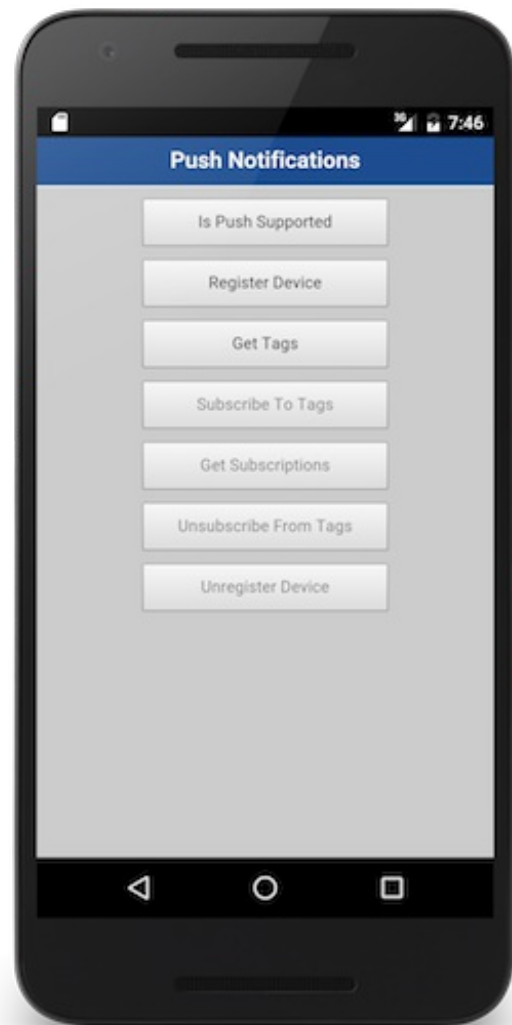 3G 7:46
Push Notifications
Is Push Supported
Register Device
Get Tags
Subscribe To Tags
Get Subscriptions
Unsubscribe From Tags
Unregister Device